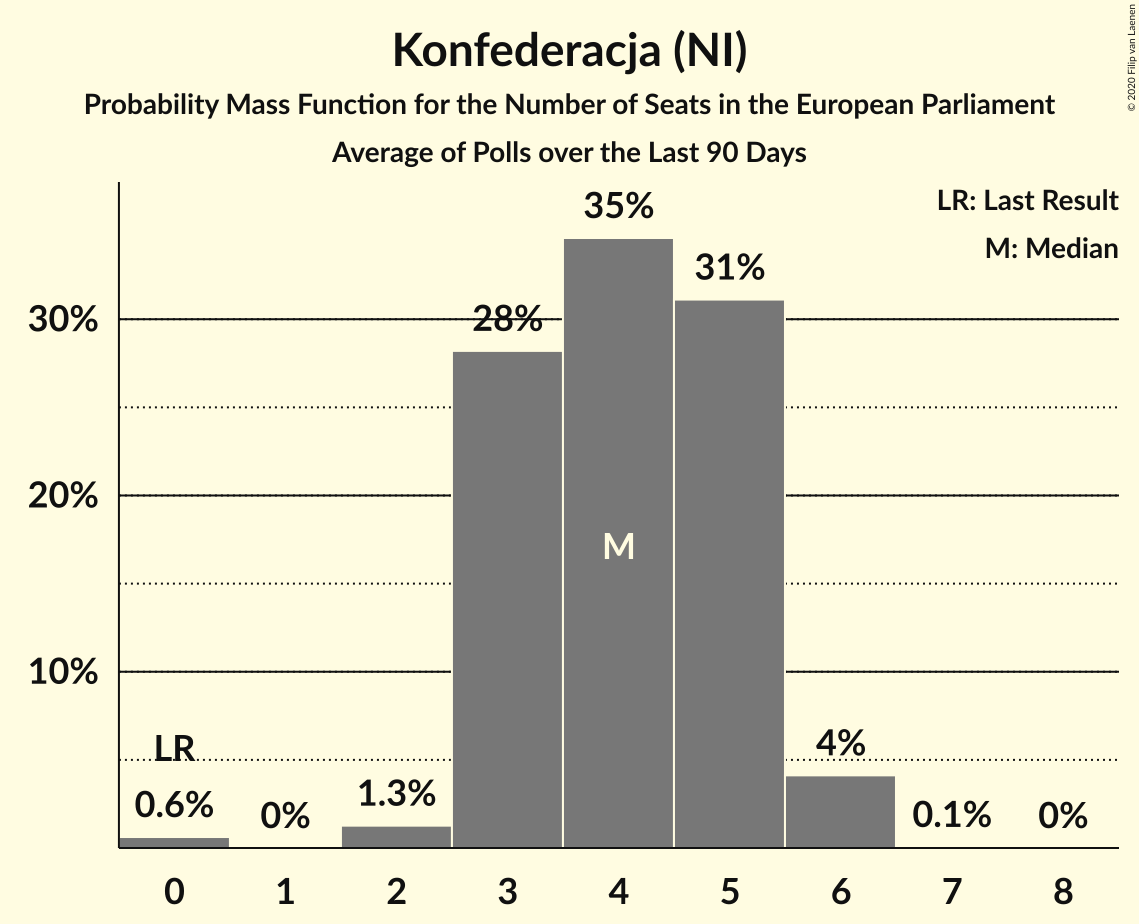 Konfederacja (NI)
Probability Mass Function for the Number of Seats in the European Parliament
Average of Polls over the Last 90 Days
© 2020 Filip van Laenen
LR: Last Result
M: Median
35%
31%
28%
30%
20%
M
10%
LR
4%
1.3%
0.6%
0%
0.1%
0%
0 1 2 3 4 5 6 7 8